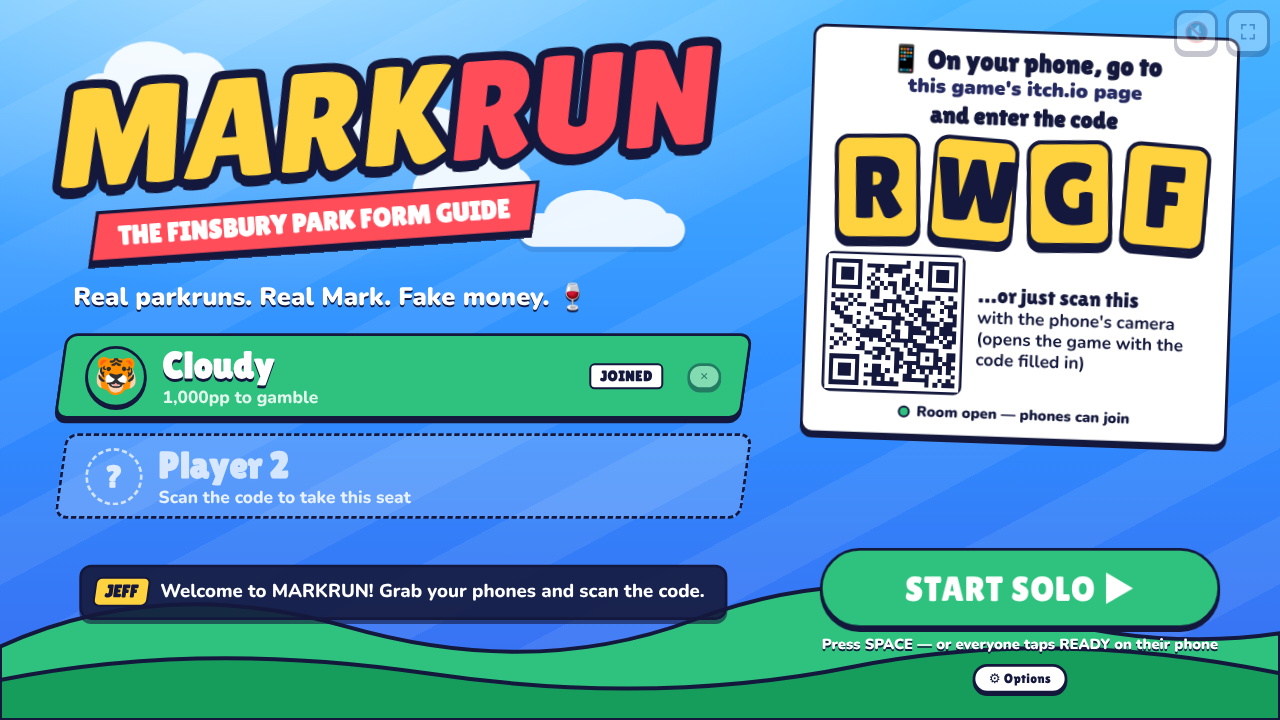 MARKRUN
THE FINSBURY PARK FORM GUIDE
Real parkruns. Real Mark. Fake money.
Cloudy
1,000pp to gamble
JOINED
×
?
Player 2
Scan the code to take this seat
JEFF
Welcome to MARKRUN! Grab your phones and scan the code.
On your phone, go to
this game's itch.io page
and enter the code
RWGF
...or just scan this
with the phone's camera
(opens the game with the
code filled in)
Room open — phones can join
START SOLO ▶
Press SPACE — or everyone taps READY on their phone
⚙ Options